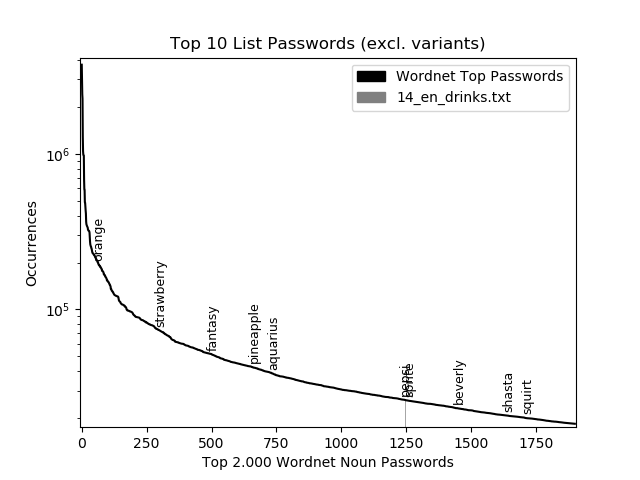 Top 10 List Passwords (excl. variants)
Wordnet Top Passwords
14_en_drinks.txt
Occurrences
10^6
10^5
orange
strawberry
fantasy
pineapple
aquarius
pepsi
sprite
beverly
shasta
squirt
0 250 500 750 1000 1250 1500 1750
Top 2.000 Wordnet Noun Passwords